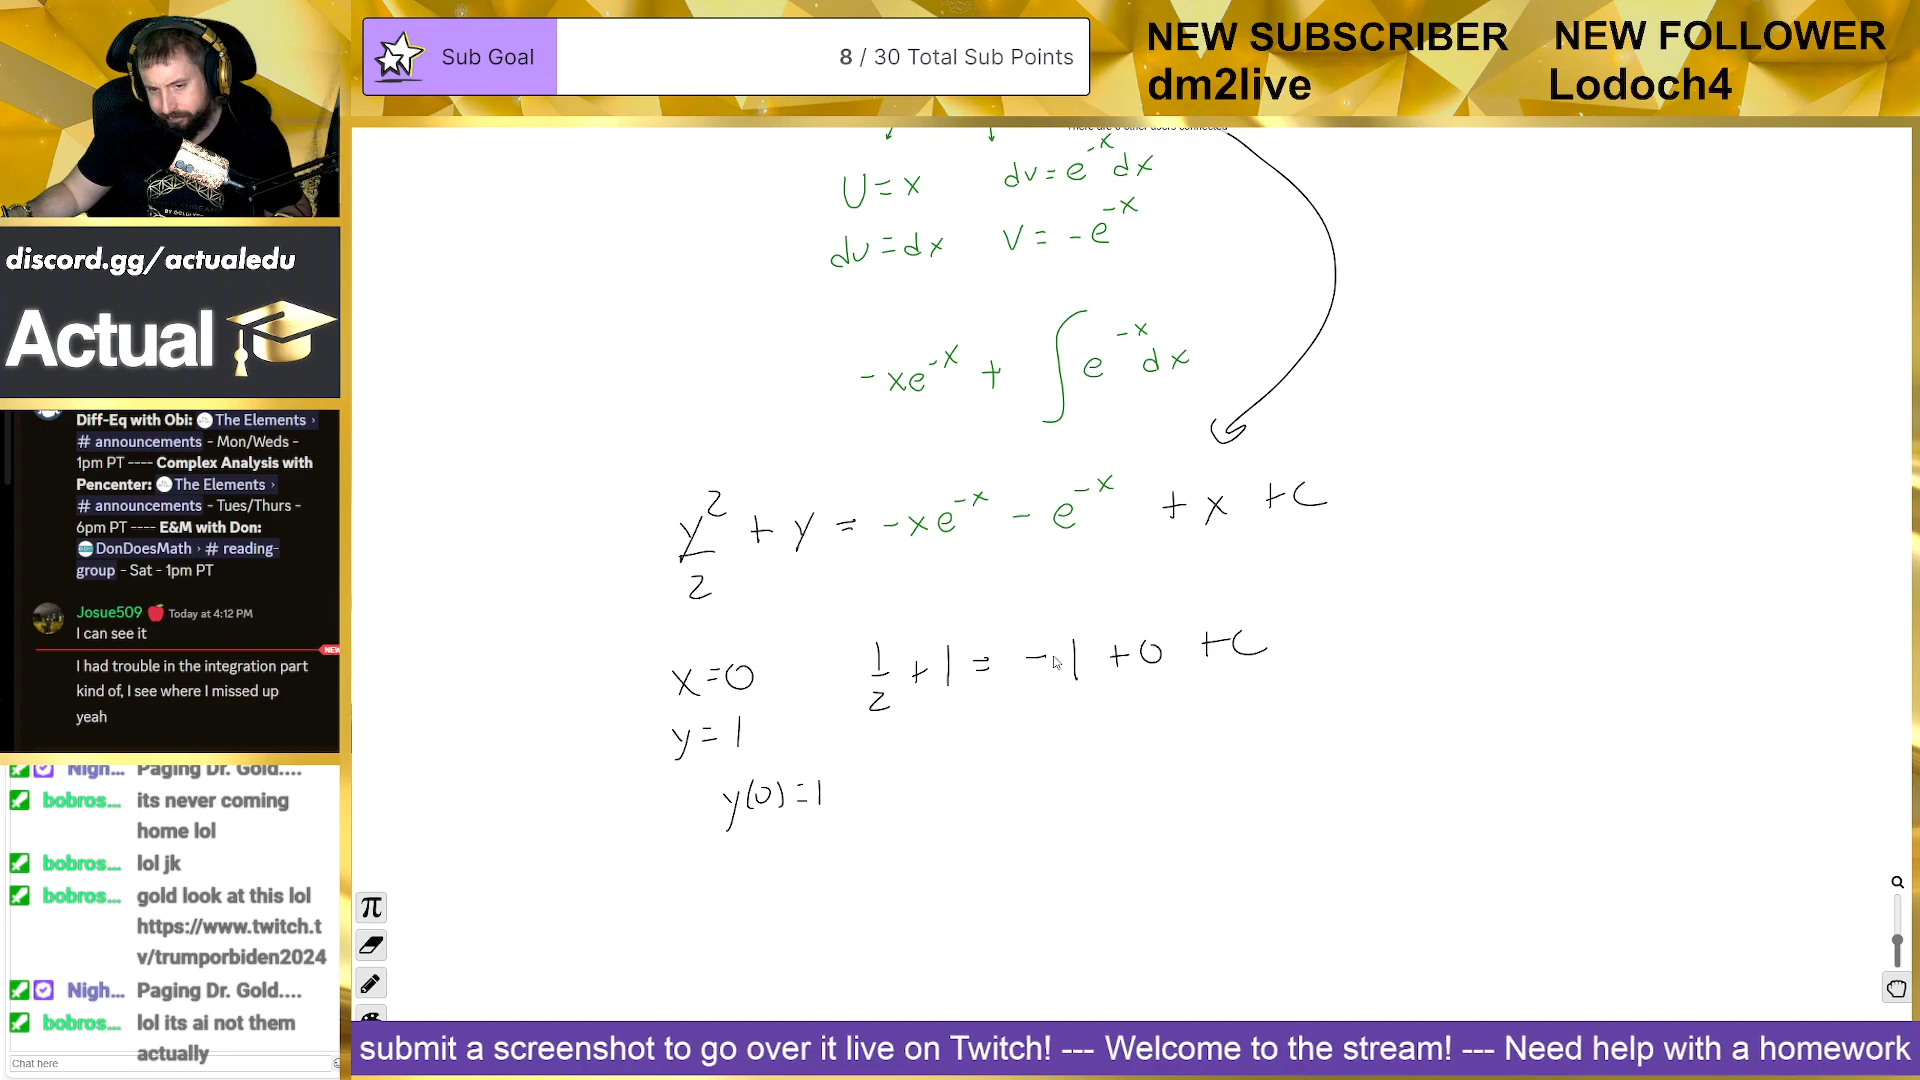 Sub Goal
8 / 30 Total Sub Points
NEW SUBSCRIBER
dm2live
NEW FOLLOWER
Lodoch4
discord.gg/actualedu
Actual
Diff-Eq with Obi: The Elements ›
# announcements - Mon/Weds -
1pm PT ---- Complex Analysis with
Pencenter: The Elements ›
# announcements - Tues/Thurs -
6pm PT ---- E&M with Don:
DonDoesMath › # reading-
group - Sat - 1pm PT
Josue509 Today at 4:12 PM
I can see it
NEW
I had trouble in the integration part
kind of, I see where I missed up
yeah
Nigh... Paging Dr. Gold....
bobros... its never coming
home lol
bobros... lol jk
bobros... gold look at this lol
https://www.twitch.t
v/trumporbiden2024
Nigh... Paging Dr. Gold....
bobros... lol its ai not them
actually
Chat here
U = x dv = e^{-x} dx
du = dx V = -e^{-x}
-xe^{-x} + ∫ e^{-x} dx
y^2/2 + y = -xe^{-x} - e^{-x} + x + C
x=0 1/2 + 1 = -1 + 0 + C
y = 1
y(0) = 1
π
submit a screenshot to go over it live on Twitch! --- Welcome to the stream! --- Need help with a homework